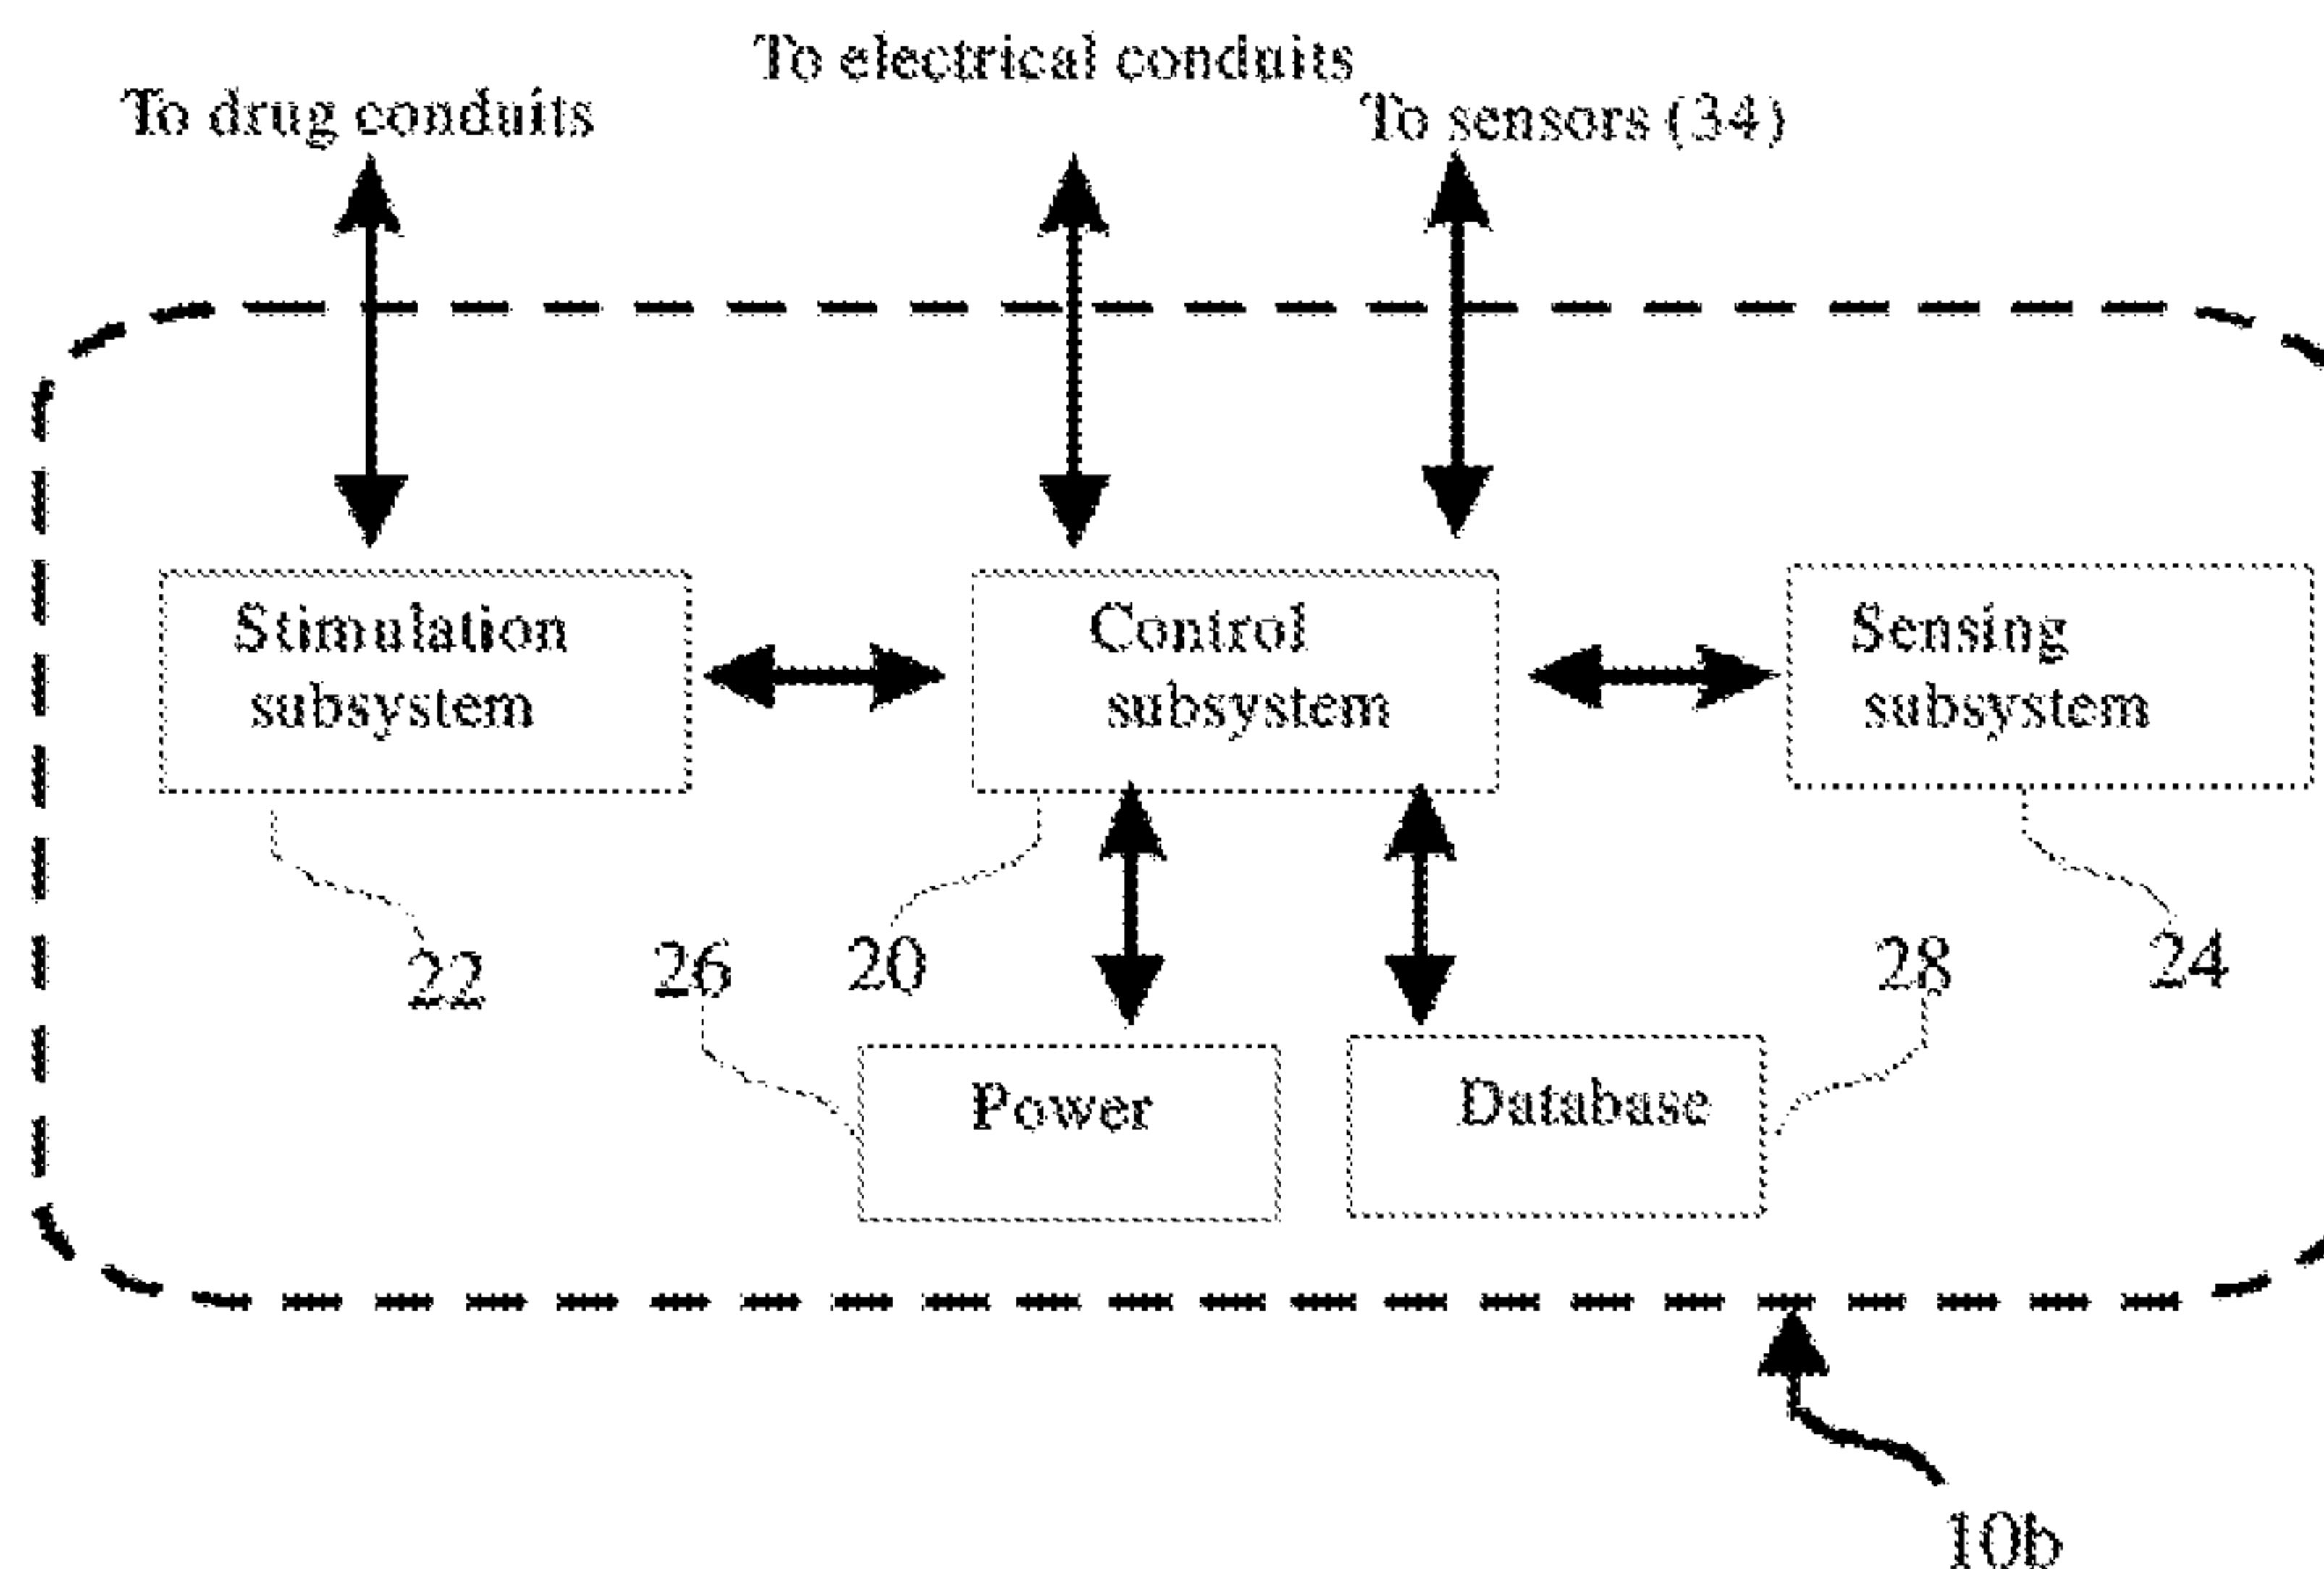 To electrical conduits
To drug conduits
To sensors (34)
Stimulation
subsystem
Control
subsystem
Sensing
subsystem
22
26
20
28
24
Power
Database
10b